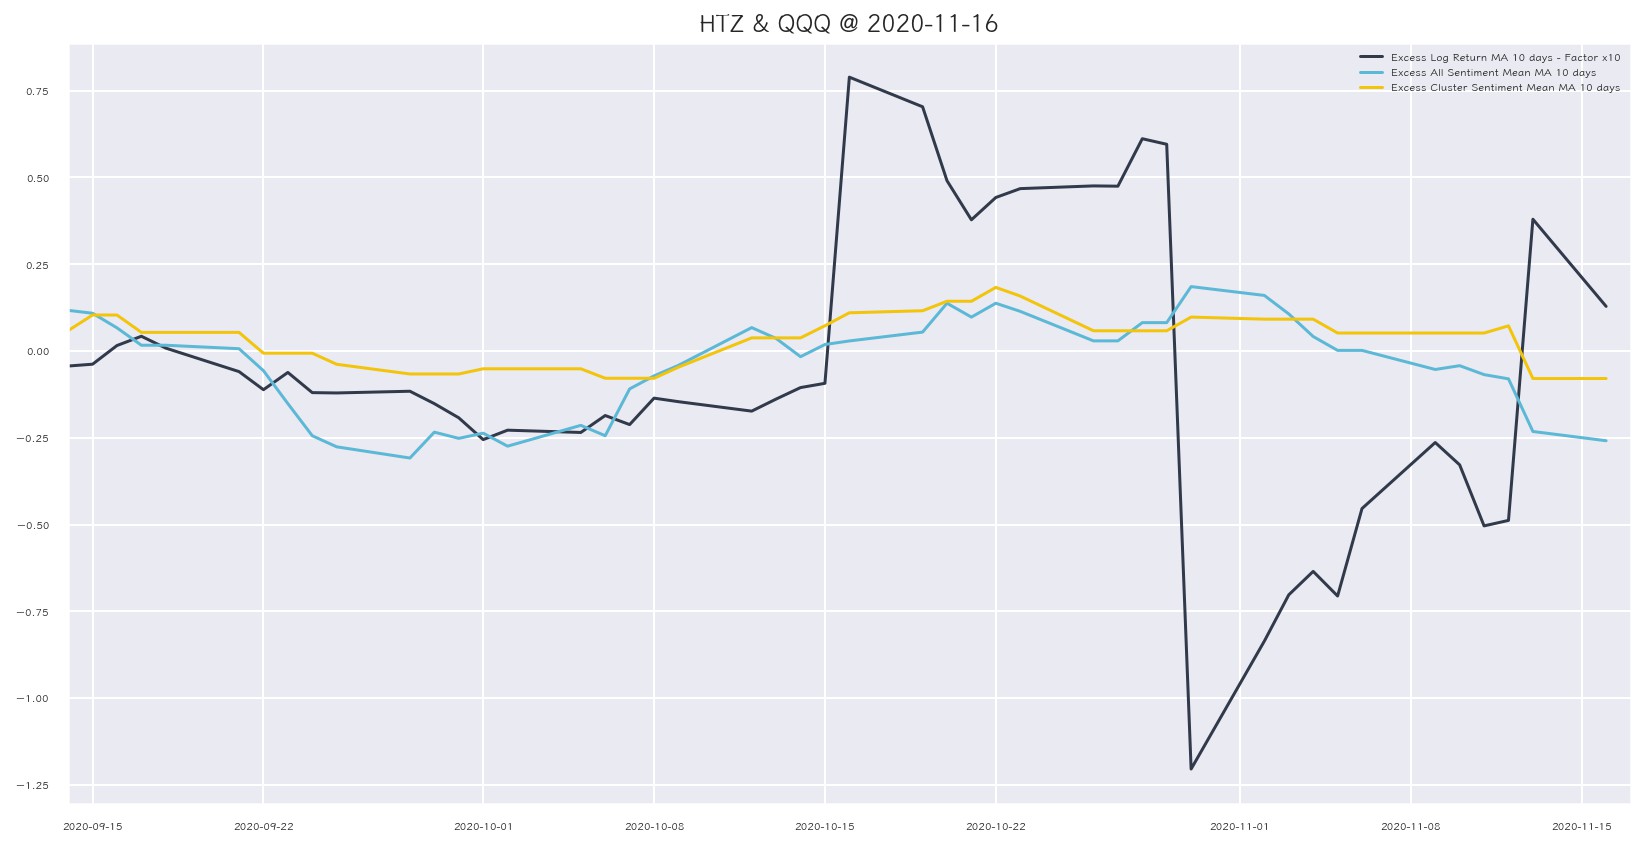 HTZ & QQQ @ 2020-11-16
Excess Log Return MA 10 days - Factor x10
Excess All Sentiment Mean MA 10 days
Excess Cluster Sentiment Mean MA 10 days
0.75
0.50
0.25
0.00
−0.25
−0.50
−0.75
−1.00
−1.25
2020-09-15 2020-09-22 2020-10-01 2020-10-08 2020-10-15 2020-10-22 2020-11-01 2020-11-08 2020-11-15